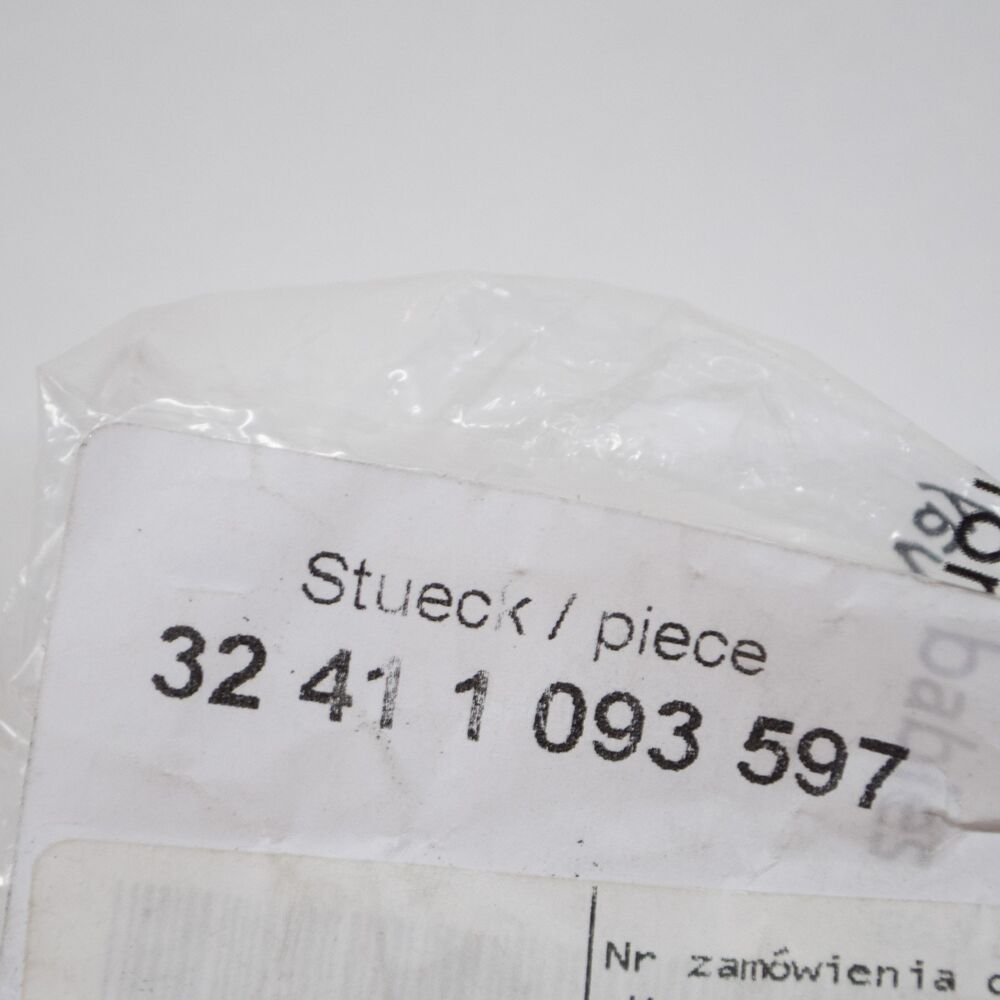 Stueck / piece
32 41 1 093 597
Nr zamówienia